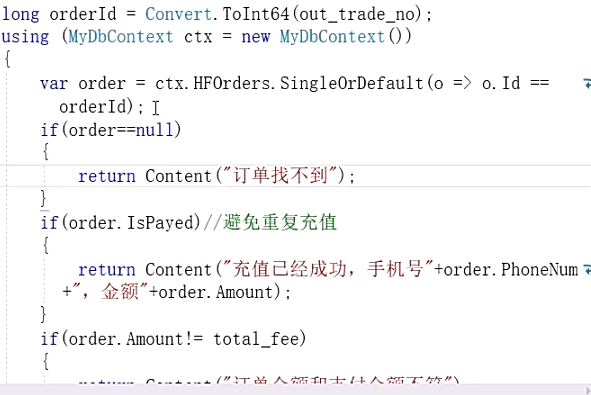 long orderId = Convert.ToInt64(out_trade_no);
using (MyDbContext ctx = new MyDbContext())
{
var order = ctx.HFOrders.SingleOrDefault(o => o.Id ==
orderId);
if(order==null)
{
return Content("订单找不到");
}
if(order.IsPayed)//避免重复充值
{
return Content("充值已经成功，手机号"+order.PhoneNum
+"，金额"+order.Amount);
}
if(order.Amount!= total_fee)
{
return Content("订单金额和支付金额不符")